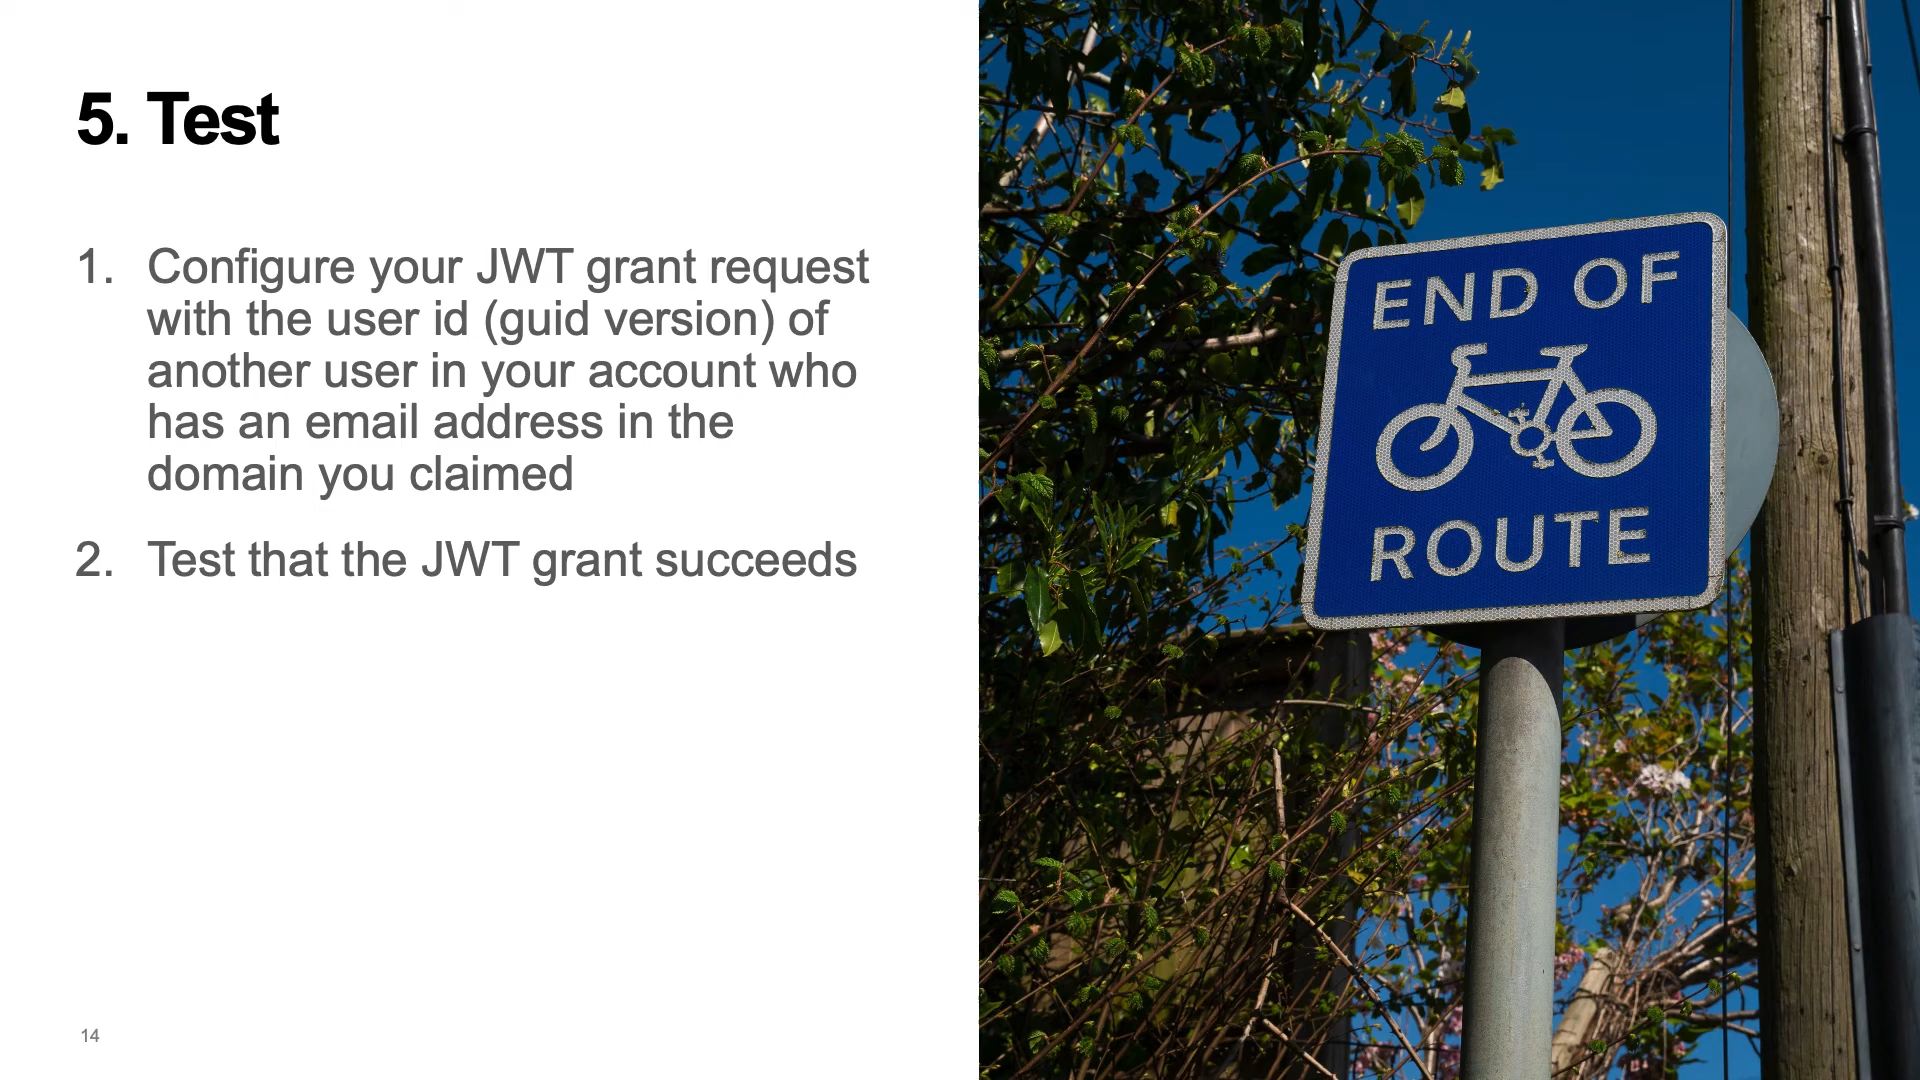 5. Test
1. Configure your JWT grant request
with the user id (guid version) of
another user in your account who
has an email address in the
domain you claimed
2. Test that the JWT grant succeeds
14
END OF
ROUTE